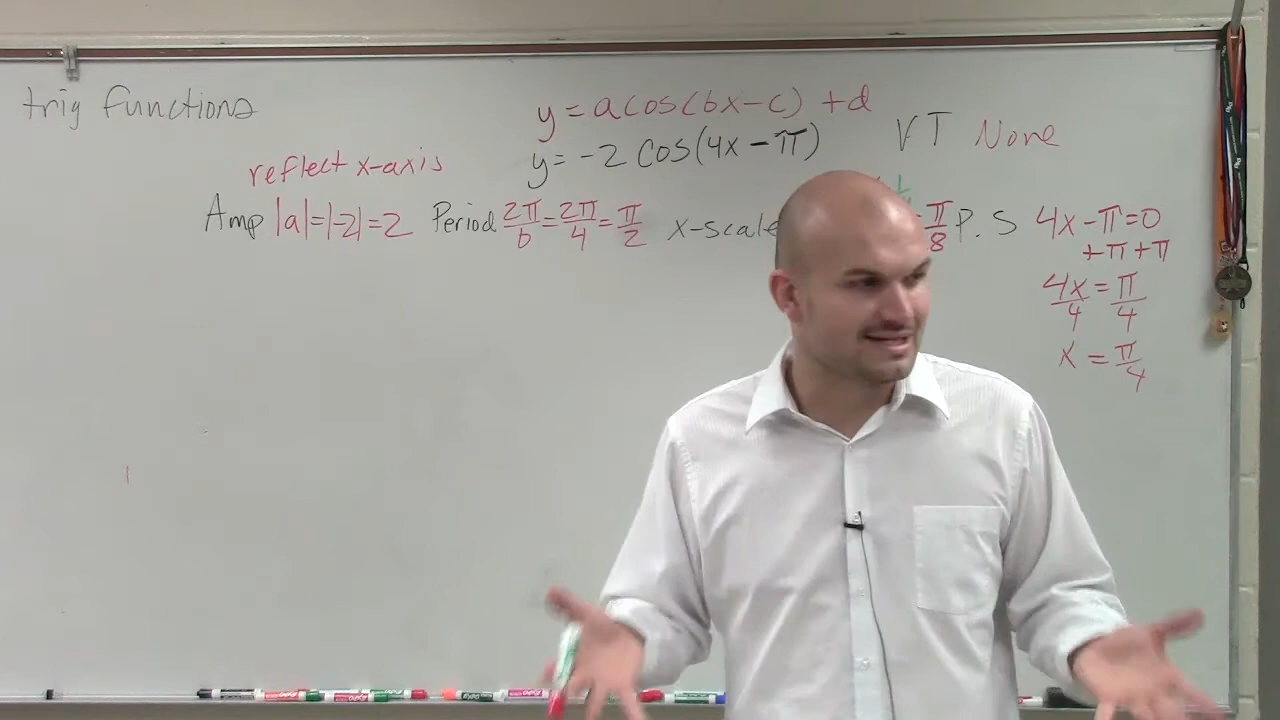 trig functions
y = a cos(bx - c) + d
y = -2 cos(4x - π)
VT None
reflect x-axis
Amp |a|=|-2|=2 Period 2π/b = 2π/4 = π/2 x-scale = π/8 P.S 4x - π = 0
+π +π
4x/4 = π/4
x = π/4